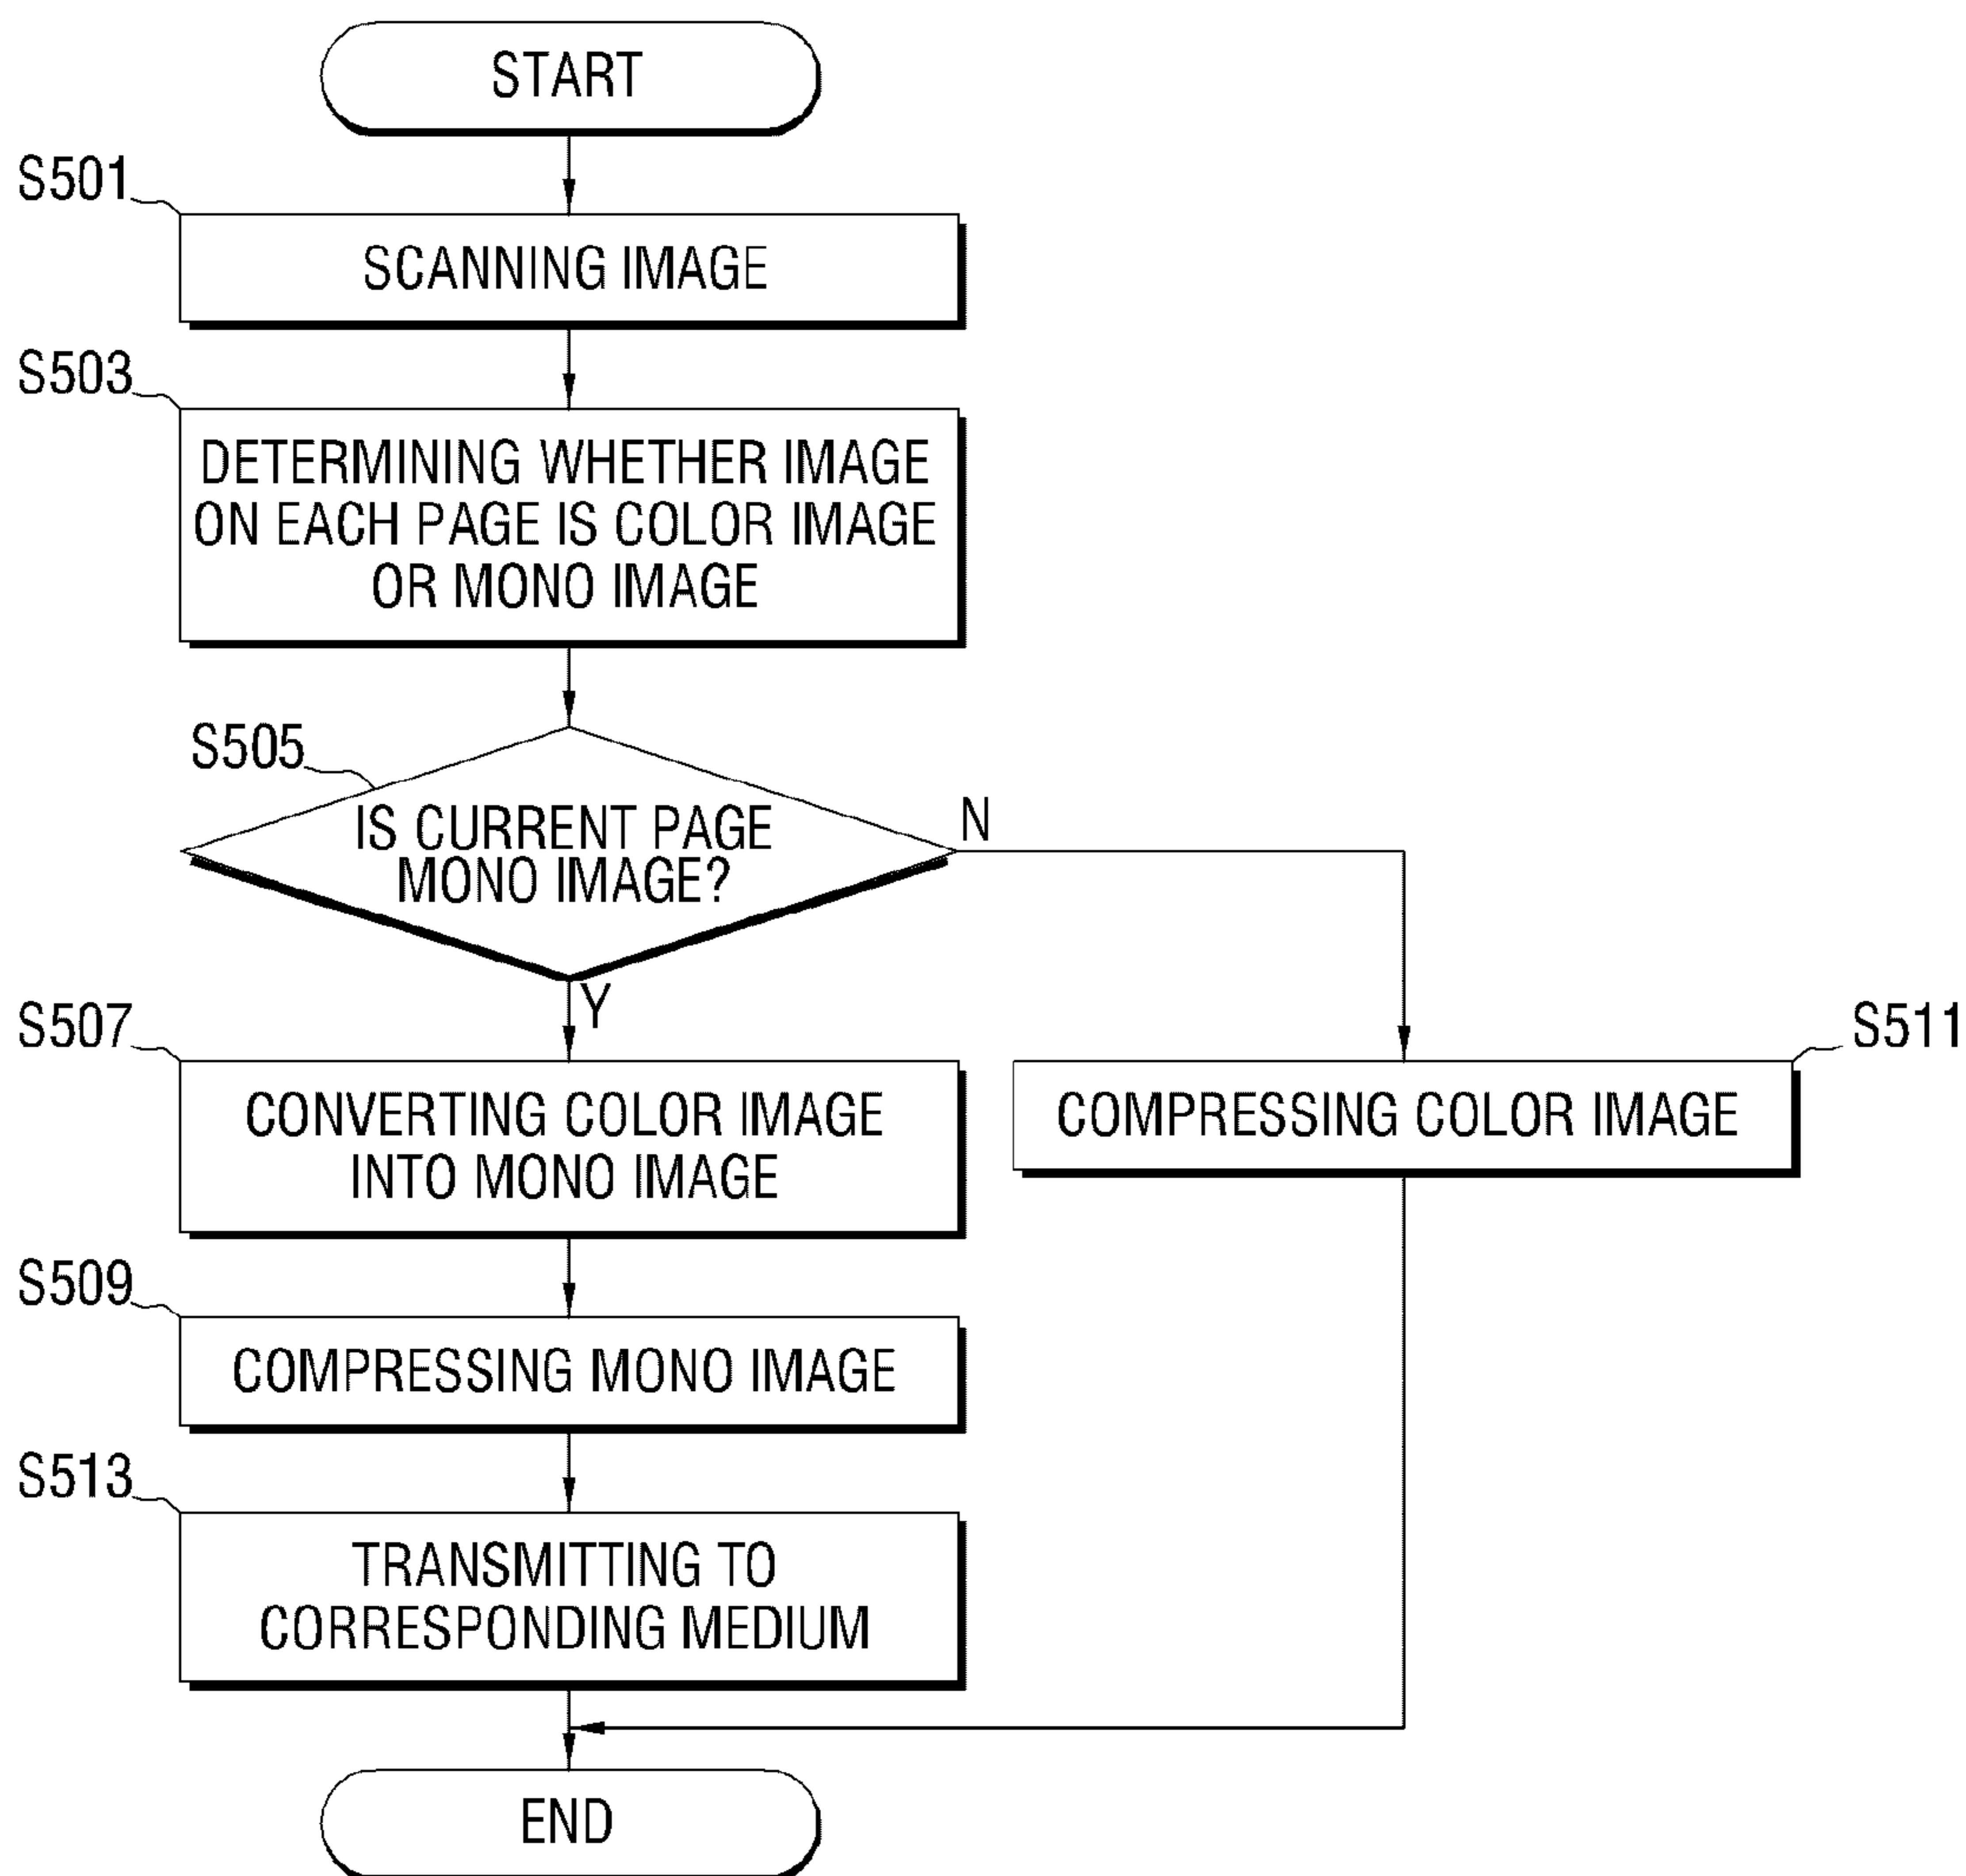 START
S501
SCANNING IMAGE
S503
DETERMINING WHETHER IMAGE
ON EACH PAGE IS COLOR IMAGE
OR MONO IMAGE
S505
IS CURRENT PAGE
MONO IMAGE?
N
Y
S507
CONVERTING COLOR IMAGE
INTO MONO IMAGE
S511
COMPRESSING COLOR IMAGE
S509
COMPRESSING MONO IMAGE
S513
TRANSMITTING TO
CORRESPONDING MEDIUM
END